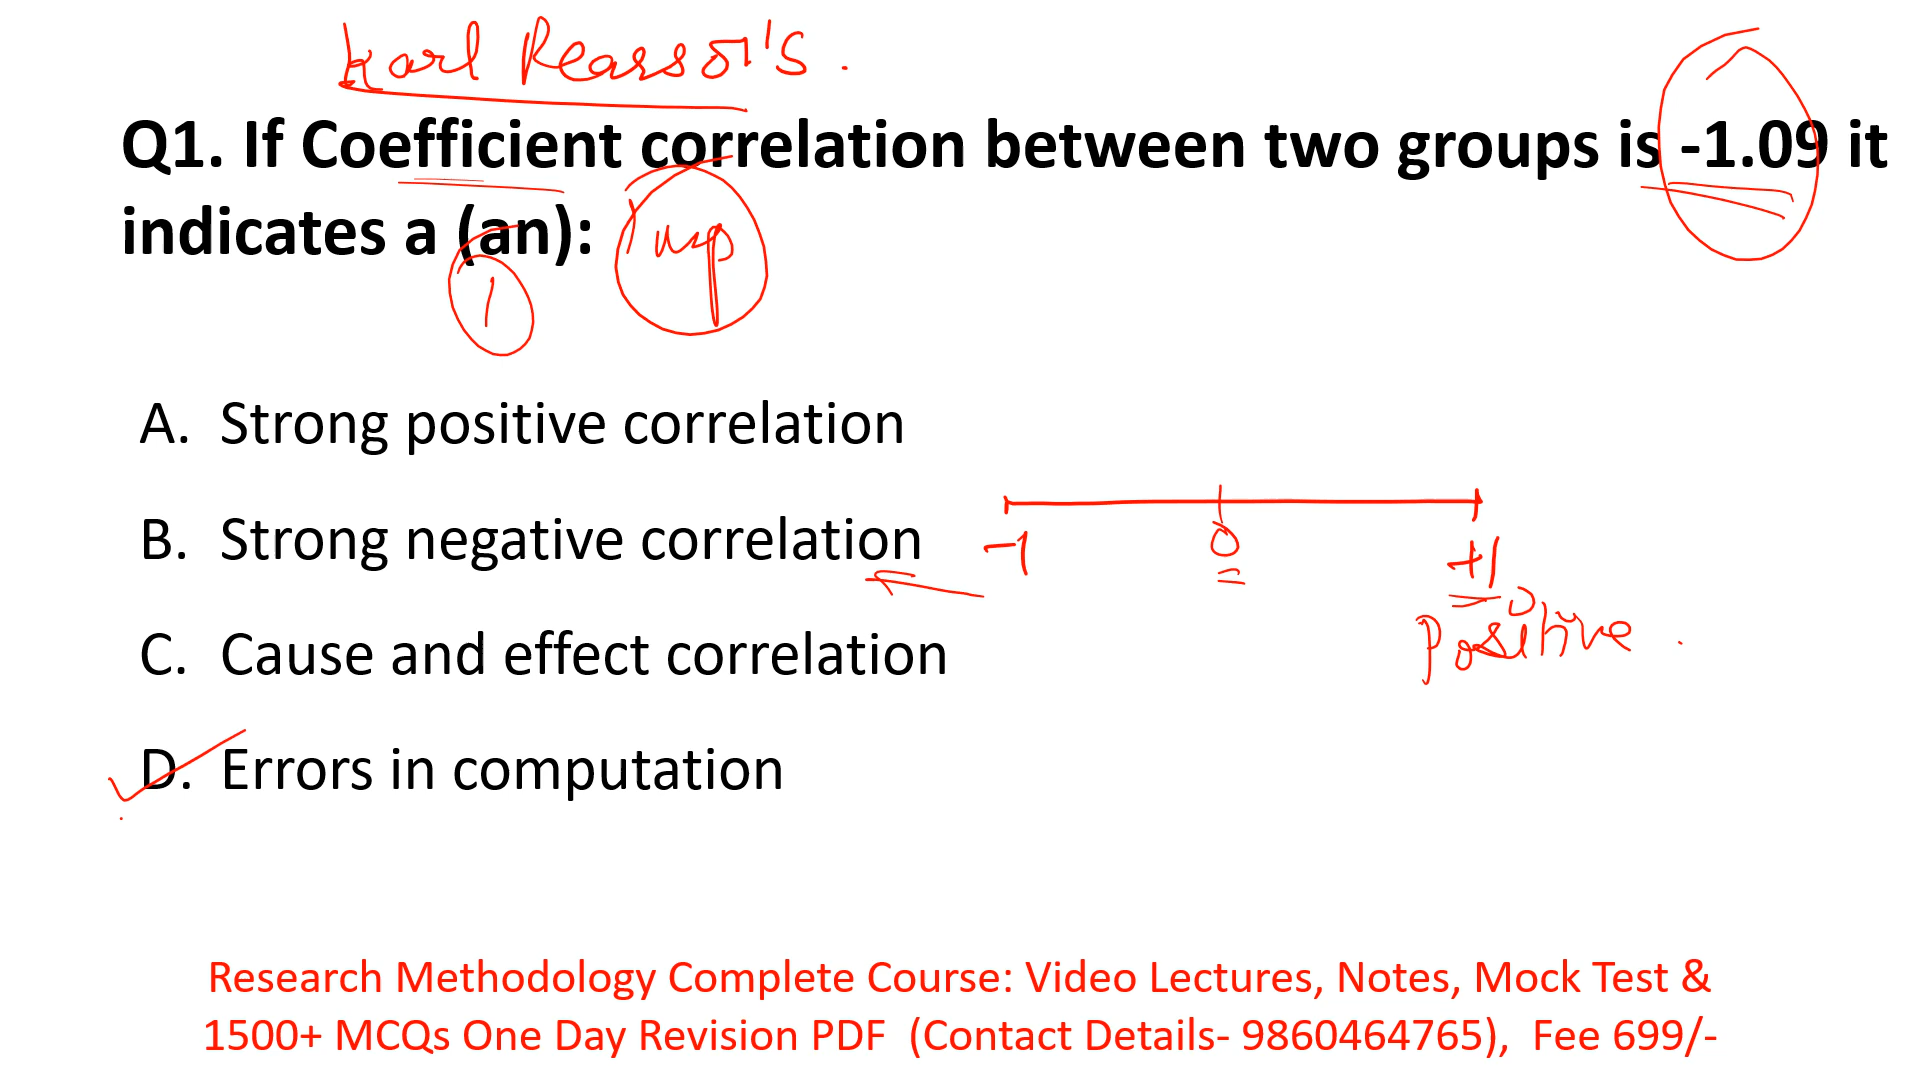 Karl Pearson's.
Q1. If Coefficient correlation between two groups is -1.09 it
indicates a (an):
1
imp
A. Strong positive correlation
B. Strong negative correlation
-1 0 +1
Positive.
C. Cause and effect correlation
D. Errors in computation
Research Methodology Complete Course: Video Lectures, Notes, Mock Test &
1500+ MCQs One Day Revision PDF (Contact Details- 9860464765), Fee 699/-